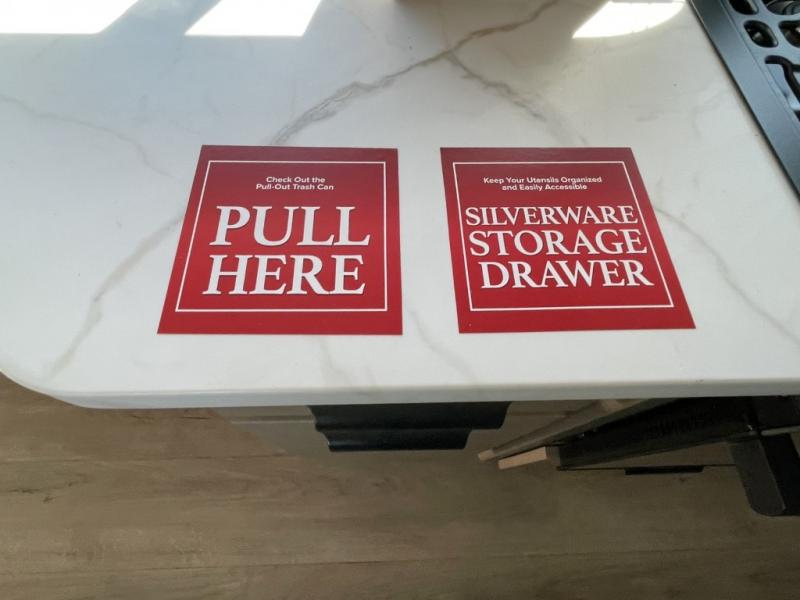 Check Out the
Pull-Out Trash Can
PULL
HERE
Keep Your Utensils Organized
and Easily Accessible
SILVERWARE
STORAGE
DRAWER